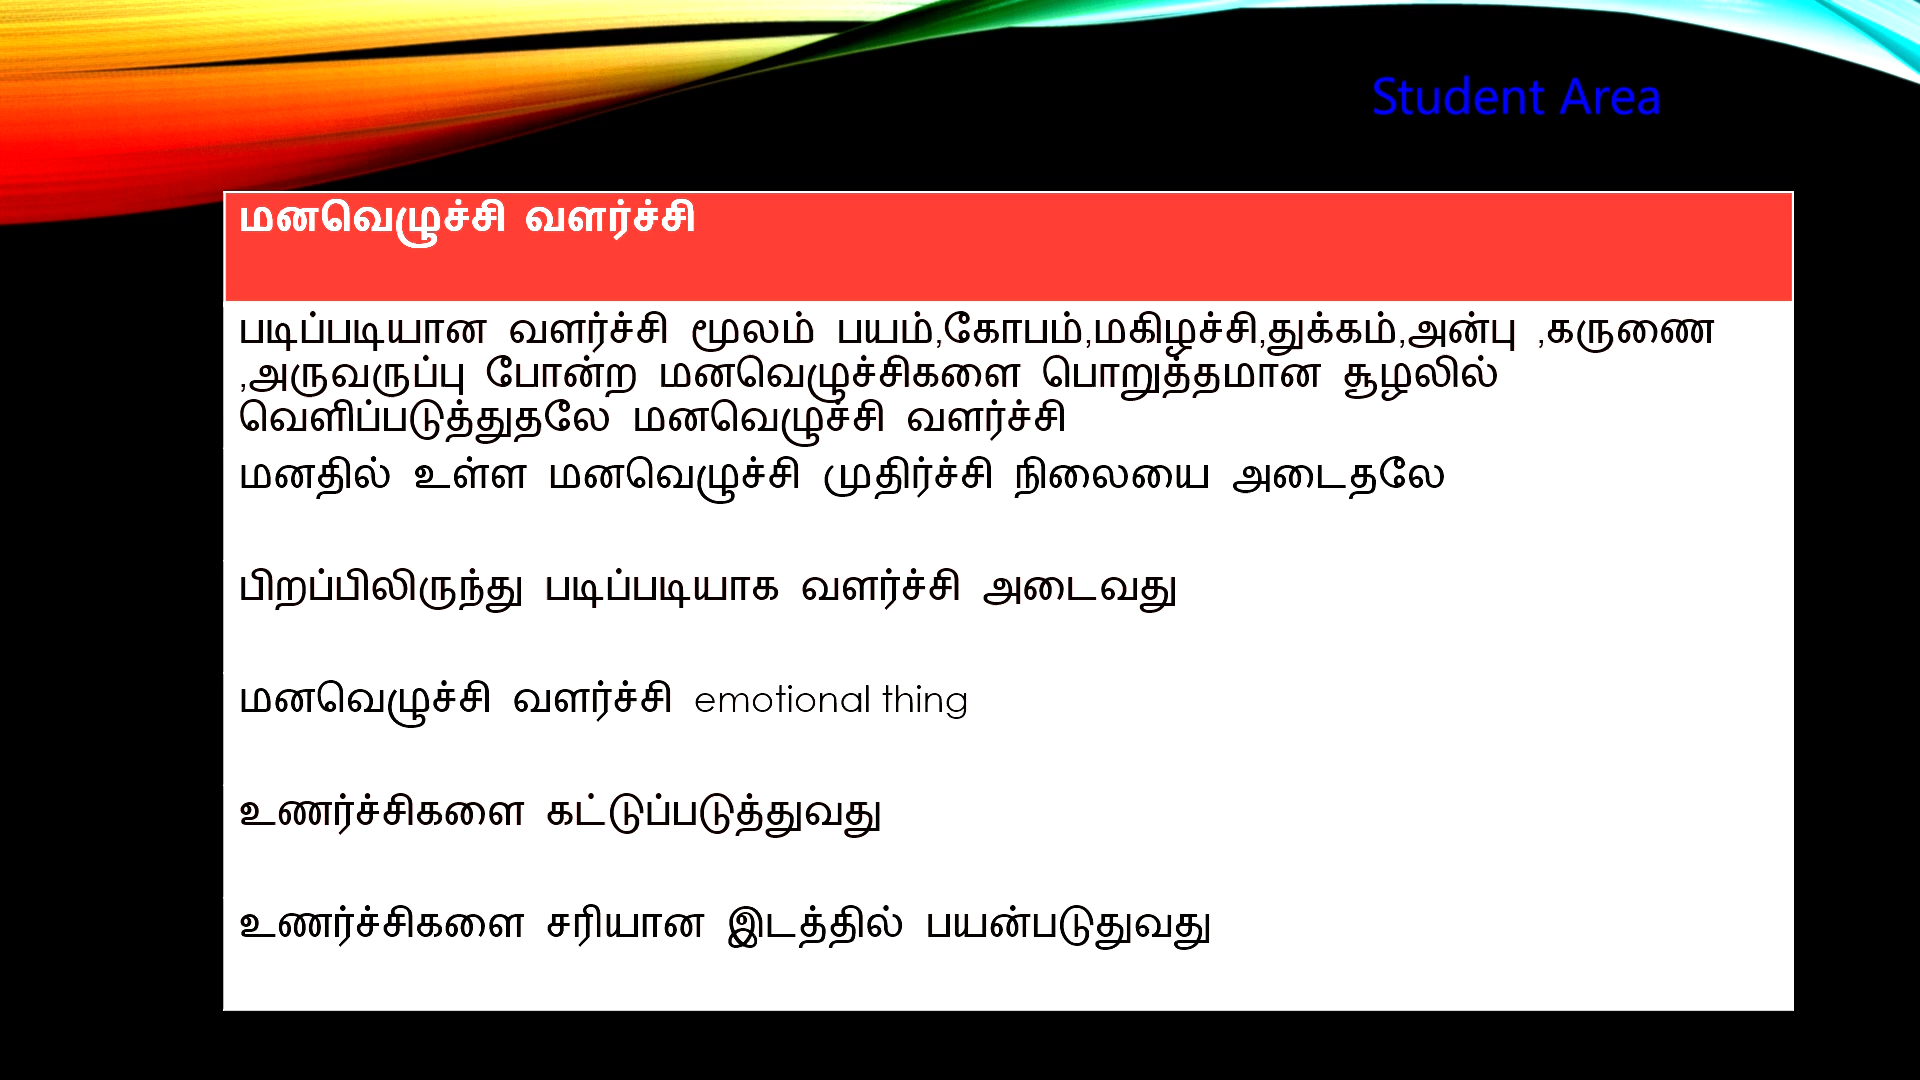 Student Area
மனவெழுச்சி வளர்ச்சி
படிப்படியான வளர்ச்சி மூலம் பயம்,கோபம்,மகிழச்சி,துக்கம்,அன்பு ,கருணை
,அருவருப்பு போன்ற மனவெழுச்சிகளை பொறுத்தமான சூழலில்
வெளிப்படுத்துதலே மனவெழுச்சி வளர்ச்சி
மனதில் உள்ள மனவெழுச்சி முதிர்ச்சி நிலையை அடைதலே
பிறப்பிலிருந்து படிப்படியாக வளர்ச்சி அடைவது
மனவெழுச்சி வளர்ச்சி emotional thing
உணர்ச்சிகளை கட்டுப்படுத்துவது
உணர்ச்சிகளை சரியான இடத்தில் பயன்படுதுவது